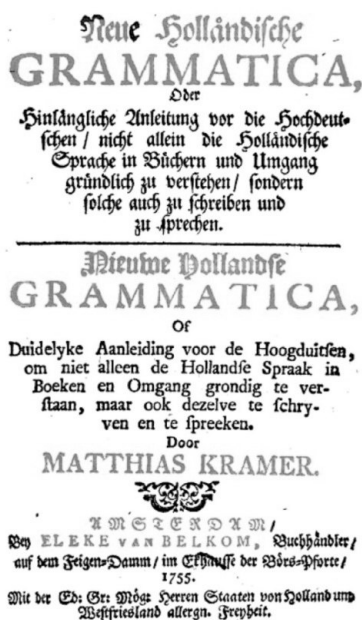 Neue Holländische
GRAMMATICA,
Oder
Hinlängliche Anleitung vor die Hochdeut-
schen / nicht allein die Holländische
Sprache in Büchern und Umgang
gründlich zu verstehen / sondern
solche auch zu schreiben und
zu sprechen.
Nieuwe Hollandse
GRAMMATICA,
Of
Duidelyke Aanleiding voor de Hoogduitsen,
om niet alleen de Hollandse Spraak in
Boeken en Omgang grondig te ver-
staan, maar ook dezelve te schry-
ven en te spreeken.
Door
MATTHIAS KRAMER.
AMSTERDAM /
Bey ELEKE VAN BELKOM, Buchhändler /
auf dem Feigen-Damm / im Eckhause der Börs-Pforte /
1755.
Mit der Ed: Gr: Mög: Herren Staaten von Holland und
Westfriesland allergn. Freyheit.